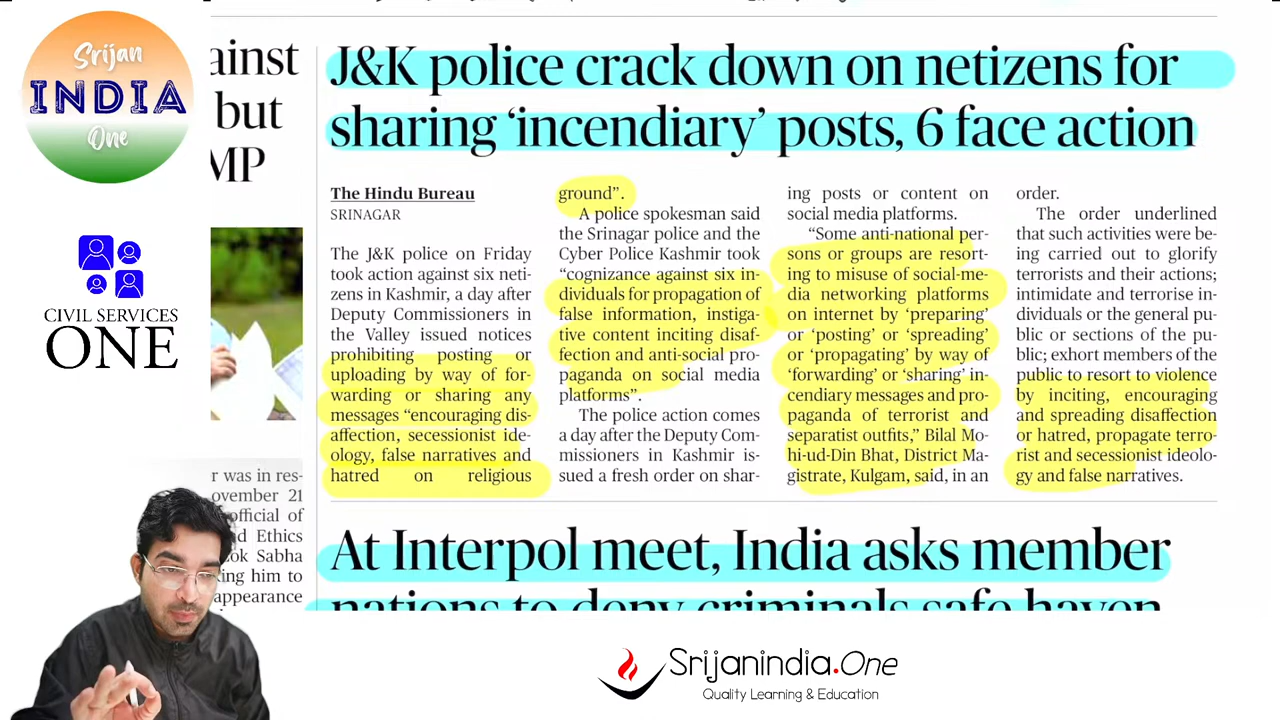 Srijan
INDIA
One
CIVIL SERVICES
ONE
ainst
but
MP
r was in res-
ovember 21
official of
Ethics
Sabha
ing him to
appearance
J&K police crack down on netizens for
sharing ‘incendiary’ posts, 6 face action
The Hindu Bureau
SRINAGAR
The J&K police on Friday
took action against six neti-
zens in Kashmir, a day after
Deputy Commissioners in
the Valley issued notices
prohibiting posting or
uploading by way of for-
warding or sharing any
messages “encouraging dis-
affection, secessionist ide-
ology, false narratives and
hatred on religious
ground”.
A police spokesman said
the Srinagar police and the
Cyber Police Kashmir took
“cognizance against six in-
dividuals for propagation of
false information, instiga-
tive content inciting disaf-
fection and anti-social pro-
paganda on social media
platforms”.
The police action comes
a day after the Deputy Com-
missioners in Kashmir is-
sued a fresh order on shar-
ing posts or content on
social media platforms.
“Some anti-national per-
sons or groups are resort-
ing to misuse of social-me-
dia networking platforms
on internet by ‘preparing’
or ‘posting’ or ‘spreading’
or ‘propagating’ by way of
‘forwarding’ or ‘sharing’ in-
cendiary messages and pro-
paganda of terrorist and
separatist outfits,” Bilal Mo-
hi-ud-Din Bhat, District Ma-
gistrate, Kulgam, said, in an
order.
The order underlined
that such activities were be-
ing carried out to glorify
terrorists and their actions;
intimidate and terrorise in-
dividuals or the general pu-
blic or sections of the pu-
blic; exhort members of the
public to resort to violence
by inciting, encouraging
and spreading disaffection
or hatred, propagate terro-
rist and secessionist ideolo-
gy and false narratives.
At Interpol meet, India asks member
nations to deny criminals safe haven
Srijanindia.One
Quality Learning & Education